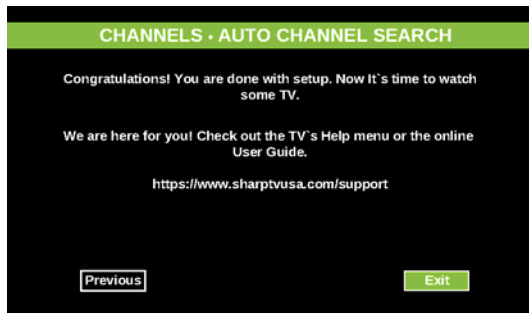 CHANNELS • AUTO CHANNEL SEARCH
Congratulations! You are done with setup. Now It`s time to watch
some TV.
We are here for you! Check out the TV`s Help menu or the online
User Guide.
https://www.sharptvusa.com/support
Previous
Exit